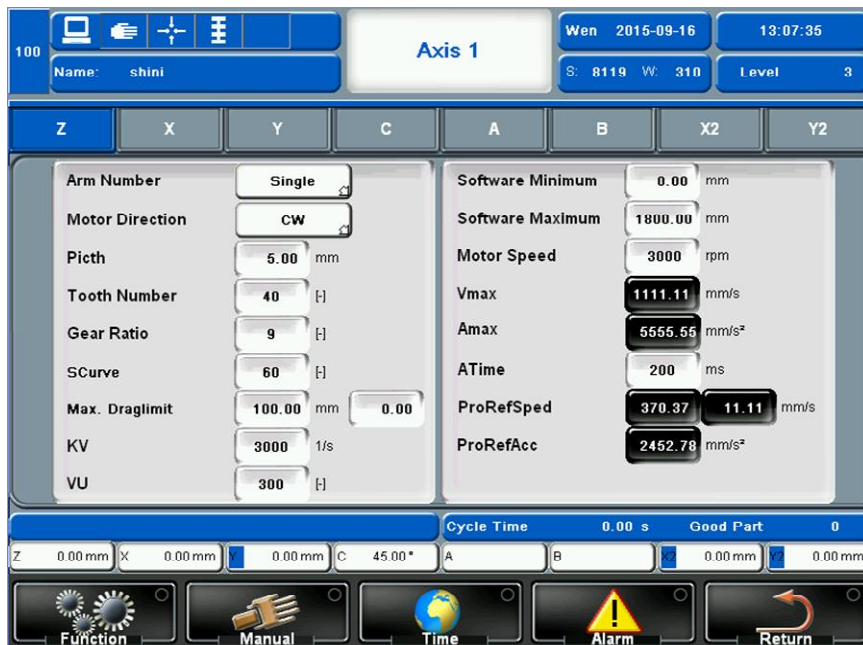 100
Wen 2015-09-16 13:07:35
Axis 1
Name: shini
S: 8119 W: 310 Level 3
Z X Y C A B X2 Y2
Arm Number Single
Motor Direction CW
Picth 5.00 mm
Tooth Number 40 [-]
Gear Ratio 9 [-]
SCurve 60 [-]
Max. Draglimit 100.00 mm 0.00
KV 3000 1/s
VU 300 [-]
Software Minimum 0.00 mm
Software Maximum 1800.00 mm
Motor Speed 3000 rpm
Vmax 1111.11 mm/s
Amax 5555.55 mm/s²
ATime 200 ms
ProRefSped 370.37 11.11 mm/s
ProRefAcc 2452.78 mm/s²
Cycle Time 0.00 s Good Part 0
Z 0.00 mm X 0.00 mm Y 0.00 mm C 45.00 ° A B X2 0.00 mm Y2 0.00 mm
Function Manual Time Alarm Return